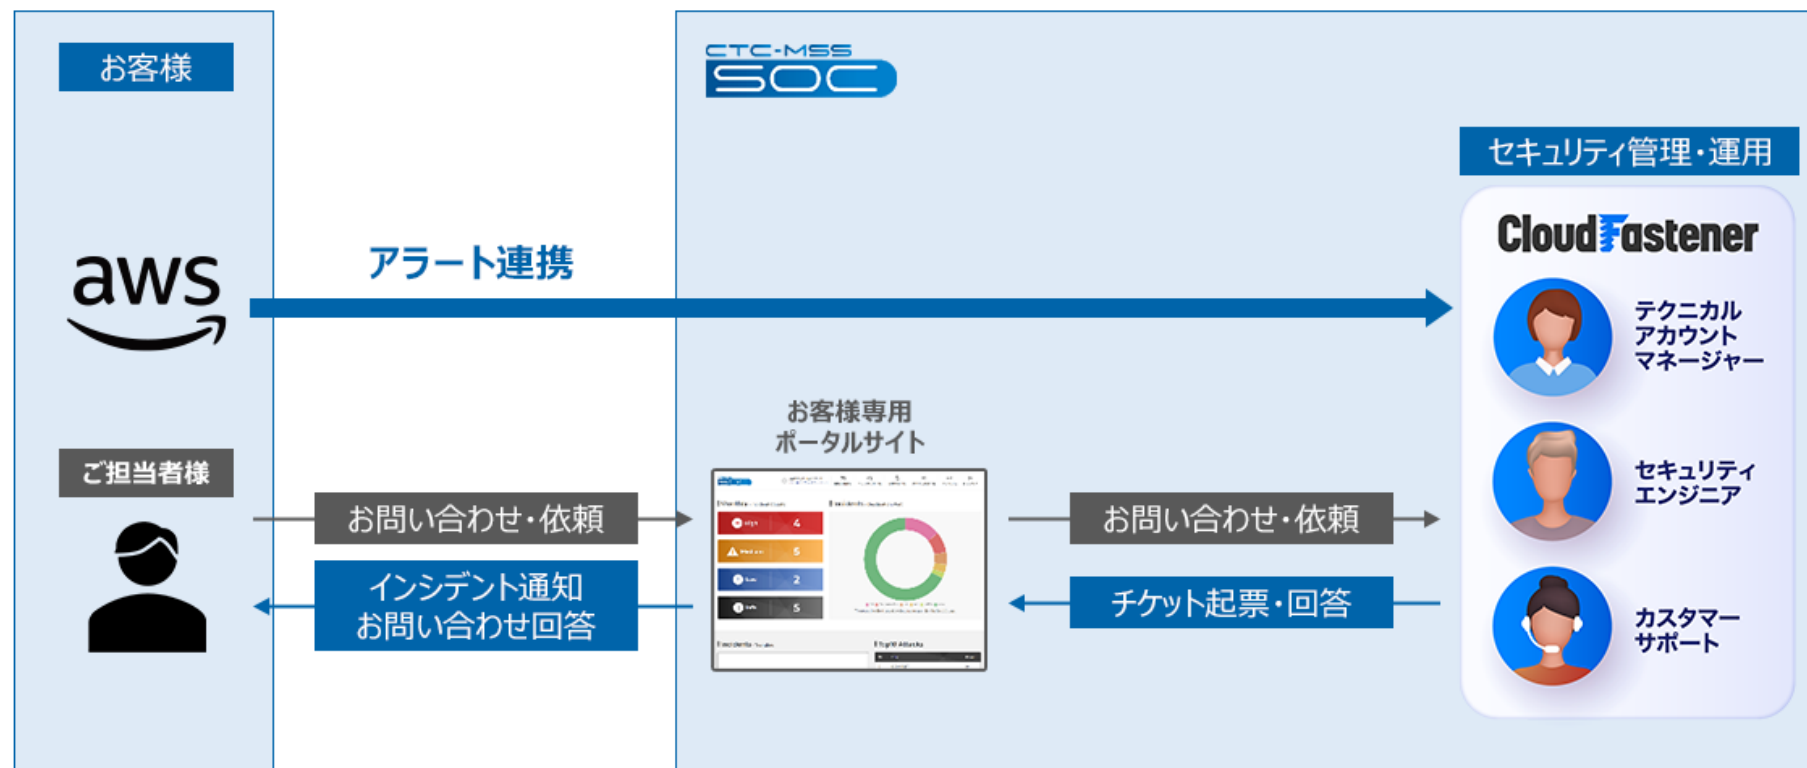 お客様
CTC-MSS
SOC
セキュリティ管理・運用
CloudFastener
aws
アラート連携
テクニカル
アカウント
マネージャー
お客様専用
ポータルサイト
ご担当者様
セキュリティ
エンジニア
お問い合わせ・依頼
お問い合わせ・依頼
High 4
Medium 5
2
5
インシデント通知
お問い合わせ回答
チケット起票・回答
カスタマー
サポート